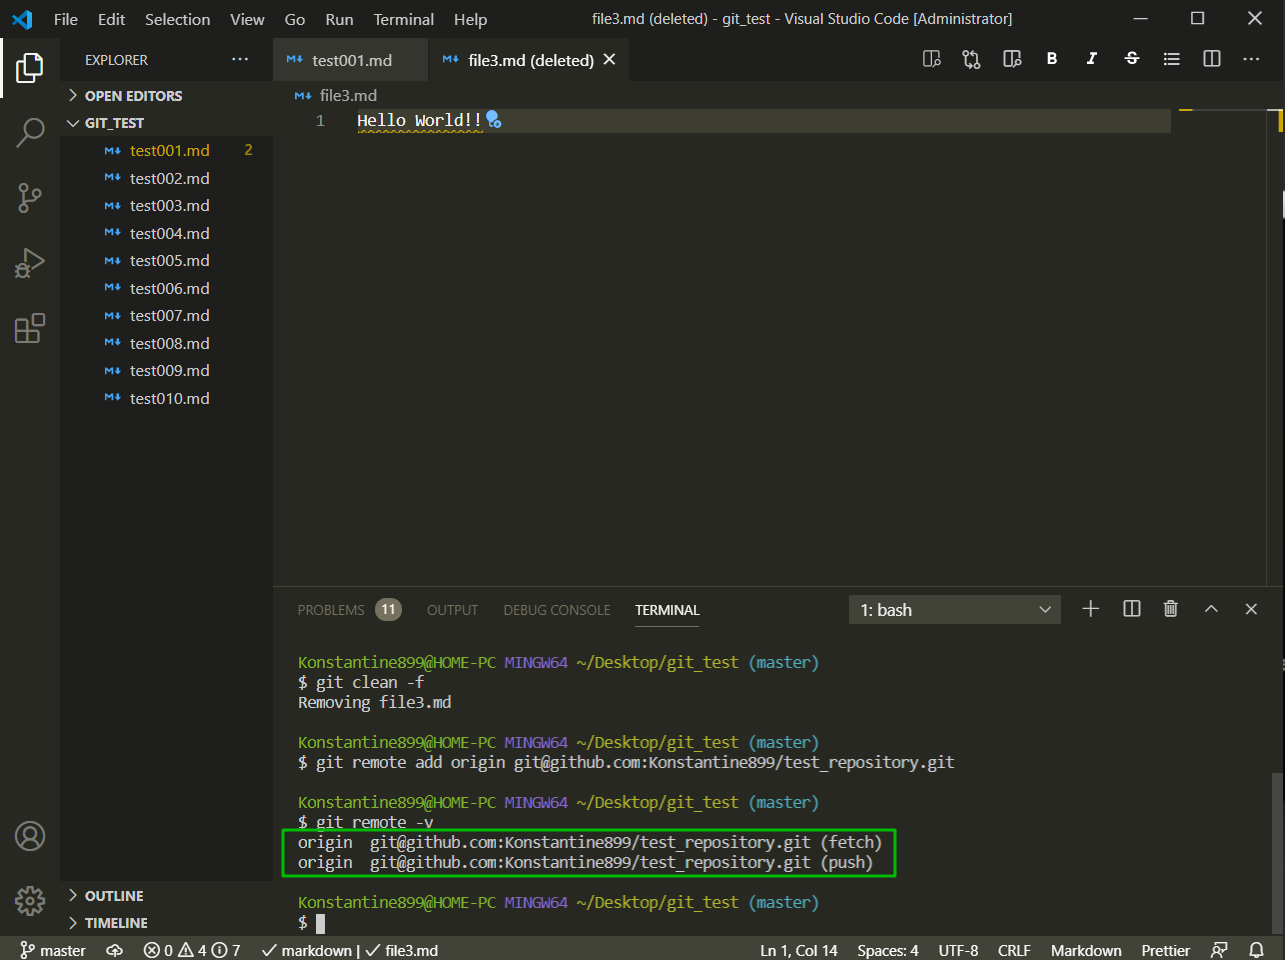 File Edit Selection View Go Run Terminal Help file3.md (deleted) - git_test - Visual Studio Code [Administrator]
EXPLORER ···
test001.md file3.md (deleted)
B I S
OPEN EDITORS
GIT_TEST
test001.md 2
test002.md
test003.md
test004.md
test005.md
test006.md
test007.md
test008.md
test009.md
test010.md
OUTLINE
TIMELINE
file3.md
1 Hello World!!
PROBLEMS 11 OUTPUT DEBUG CONSOLE TERMINAL 1: bash
Konstantine899@HOME-PC MINGW64 ~/Desktop/git_test (master)
$ git clean -f
Removing file3.md
Konstantine899@HOME-PC MINGW64 ~/Desktop/git_test (master)
$ git remote add origin git@github.com:Konstantine899/test_repository.git
Konstantine899@HOME-PC MINGW64 ~/Desktop/git_test (master)
$ git remote -v
origin  git@github.com:Konstantine899/test_repository.git (fetch)
origin  git@github.com:Konstantine899/test_repository.git (push)
Konstantine899@HOME-PC MINGW64 ~/Desktop/git_test (master)
$
master 0 4 7 markdown | file3.md Ln 1, Col 14 Spaces: 4 UTF-8 CRLF Markdown Prettier